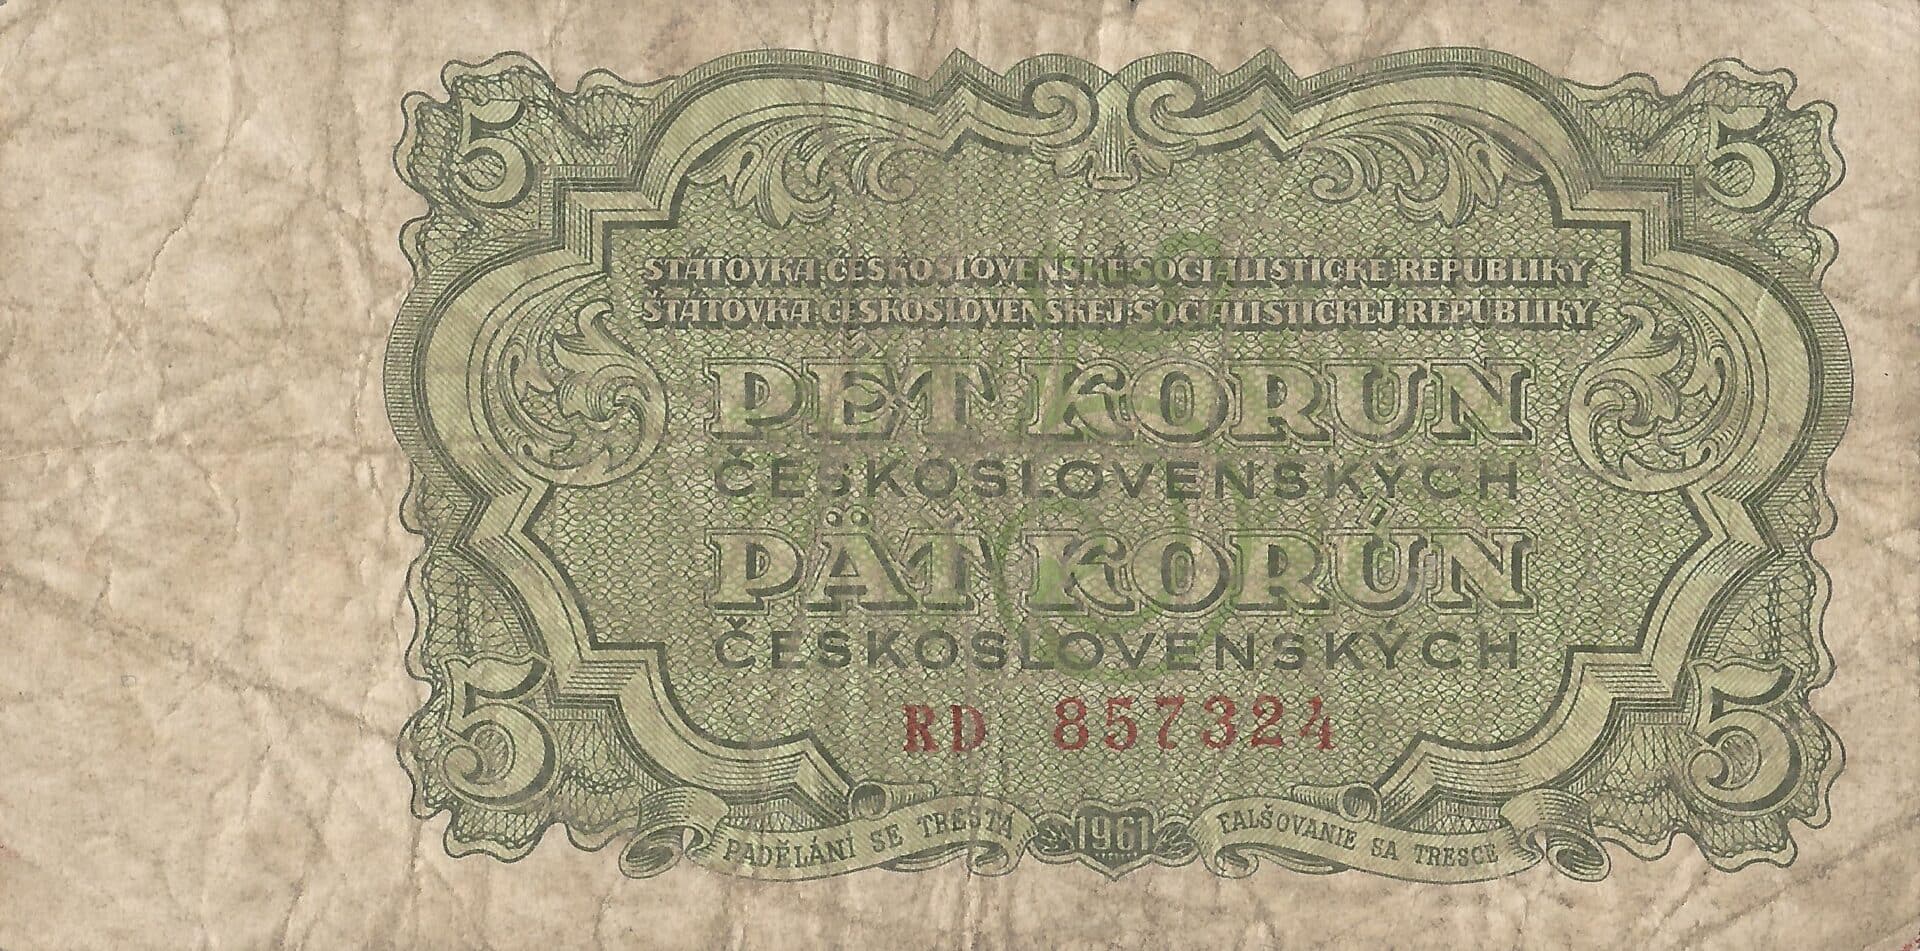 5 5
STÁTOVKA ČESKOSLOVENSKÉ SOCIALISTICKÉ REPUBLIKY
ŠTÁTOVKA ČESKOSLOVENSKEJ SOCIALISTICKEJ REPUBLIKY
PĚT KORUN
ČESKOSLOVENSKÝCH
PÄŤ KORÚN
ČESKOSLOVENSKÝCH
RD 857324
5 5
PADĚLÁNÍ SE TRESTÁ 1961 FALŠOVANIE SA TRESCE